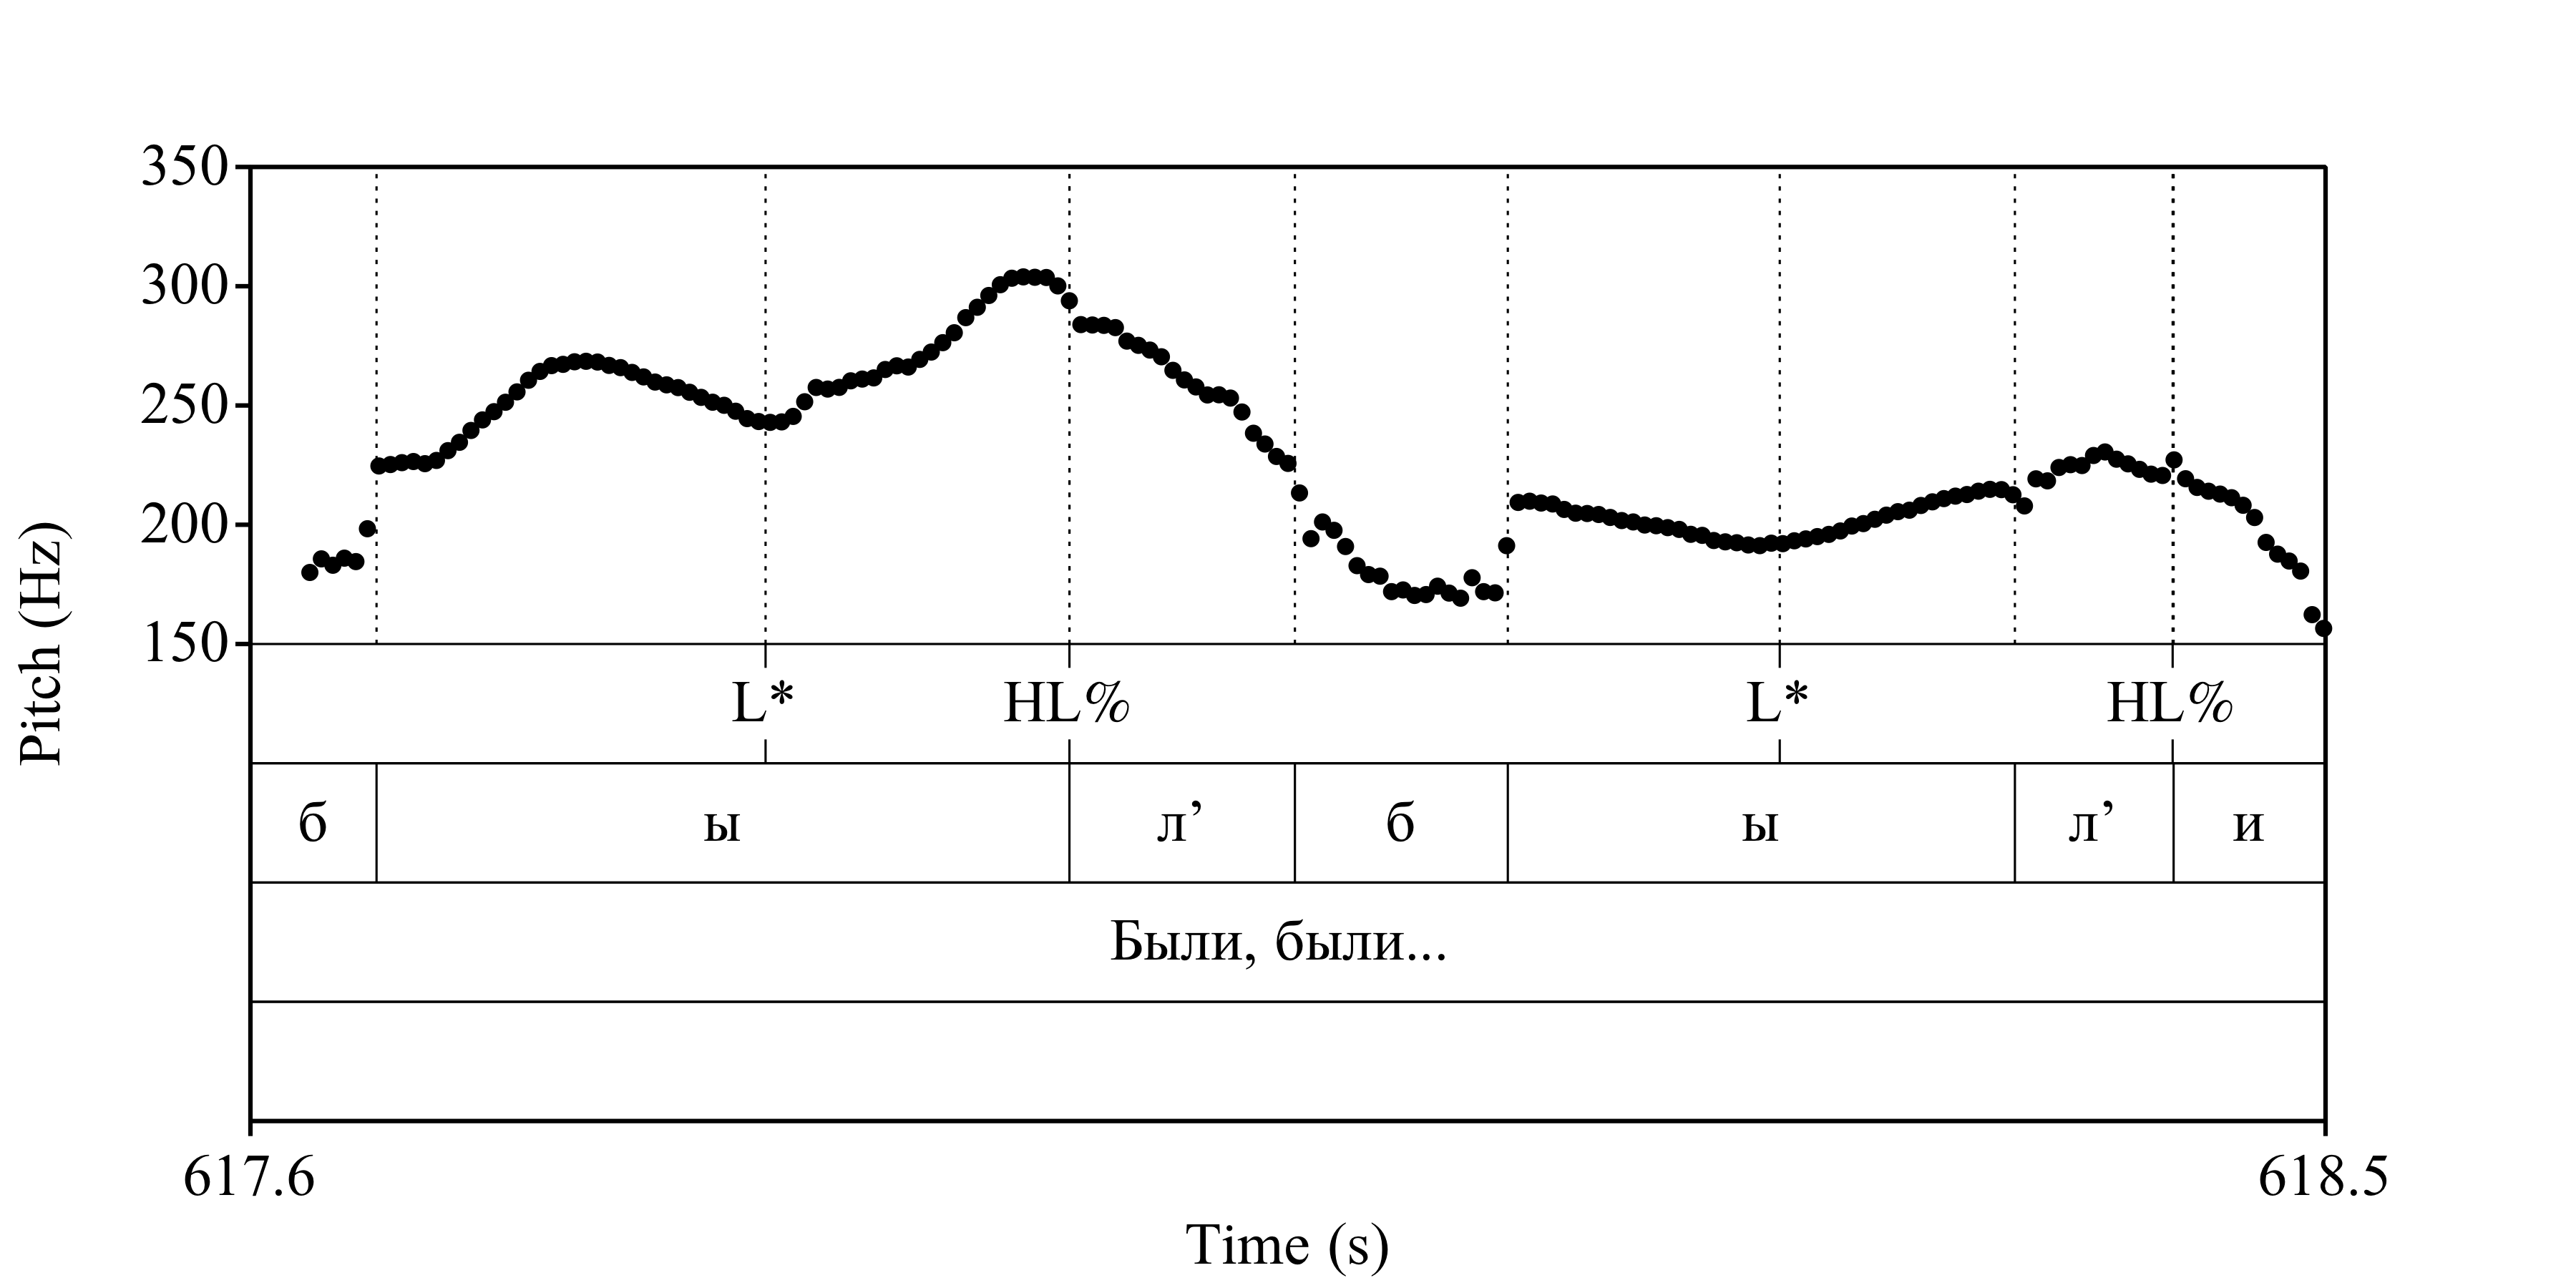 350
300
250
200
150
Pitch (Hz)
L* HL% L* HL%
б ы л’ б ы л’ и
Были, были...
617.6 618.5
Time (s)